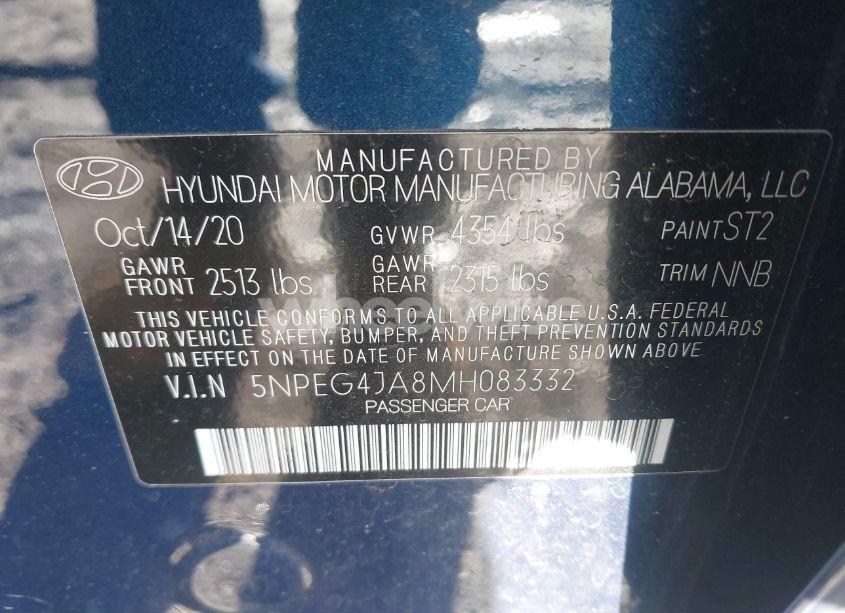 MANUFACTURED BY
HYUNDAI MOTOR MANUFACTURING ALABAMA, LLC
Oct/14/20 GVWR 4354 lbs PAINT ST2
GAWR FRONT 2513 lbs GAWR REAR 2315 lbs TRIM NNB
THIS VEHICLE CONFORMS TO ALL APPLICABLE U.S.A. FEDERAL
MOTOR VEHICLE SAFETY, BUMPER, AND THEFT PREVENTION STANDARDS
IN EFFECT ON THE DATE OF MANUFACTURE SHOWN ABOVE.
V.I.N 5NPEG4JA8MH083332
PASSENGER CAR